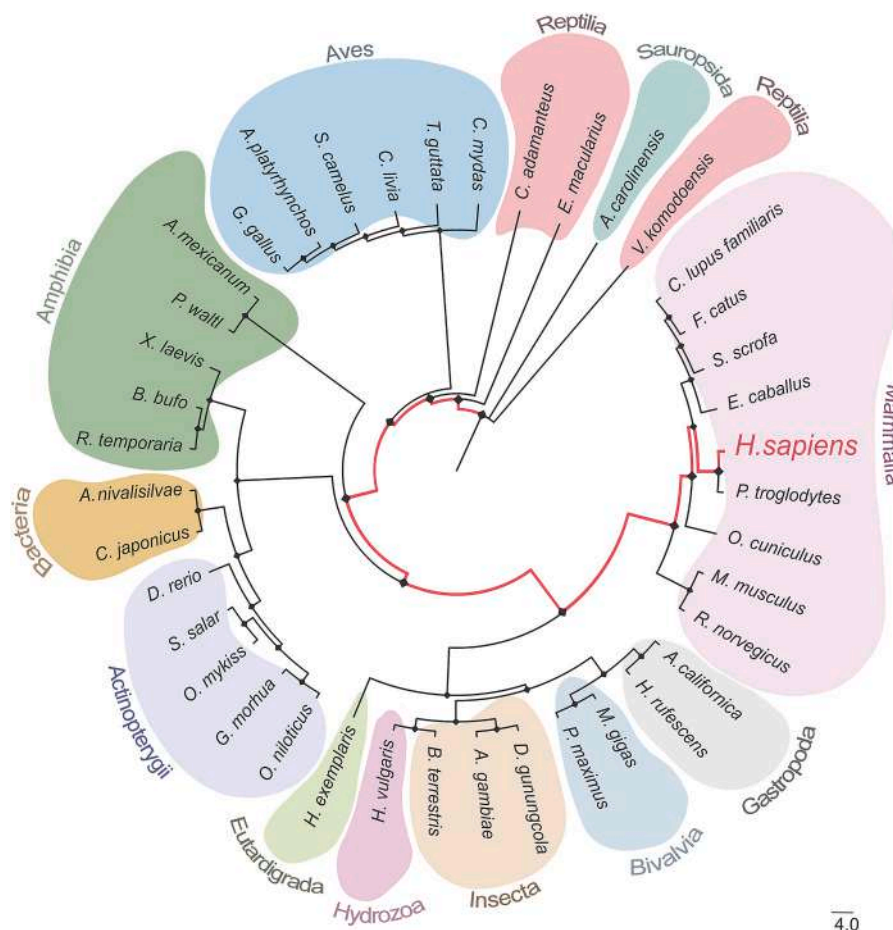 Aves
Reptilia
Sauropsida
Reptilia
Mammalia
Gastropoda
Bivalvia
Insecta
Hydrozoa
Eutardigrada
Actinopterygii
Bacteria
Amphibia
G. gallus
A. platyrhynchos
S. camelus
C. livia
T. guttata
C. mydas
C. adamanteus
E. macularius
A. carolinensis
V. komodoensis
C. lupus familiaris
F. catus
S. scrofa
E. caballus
H.sapiens
P. troglodytes
O. cuniculus
M. musculus
R. norvegicus
A. californica
H. rufescens
M. gigas
P. maximus
D. gunungcola
A. gambiae
B. terrestris
H. vulgaris
H. exemplaris
O. niloticus
G. morhua
O. mykiss
S. salar
D. rerio
C. japonicus
A. nivalisilvae
R. temporaria
B. bufo
X. laevis
P. waltl
A. mexicanum
4.0